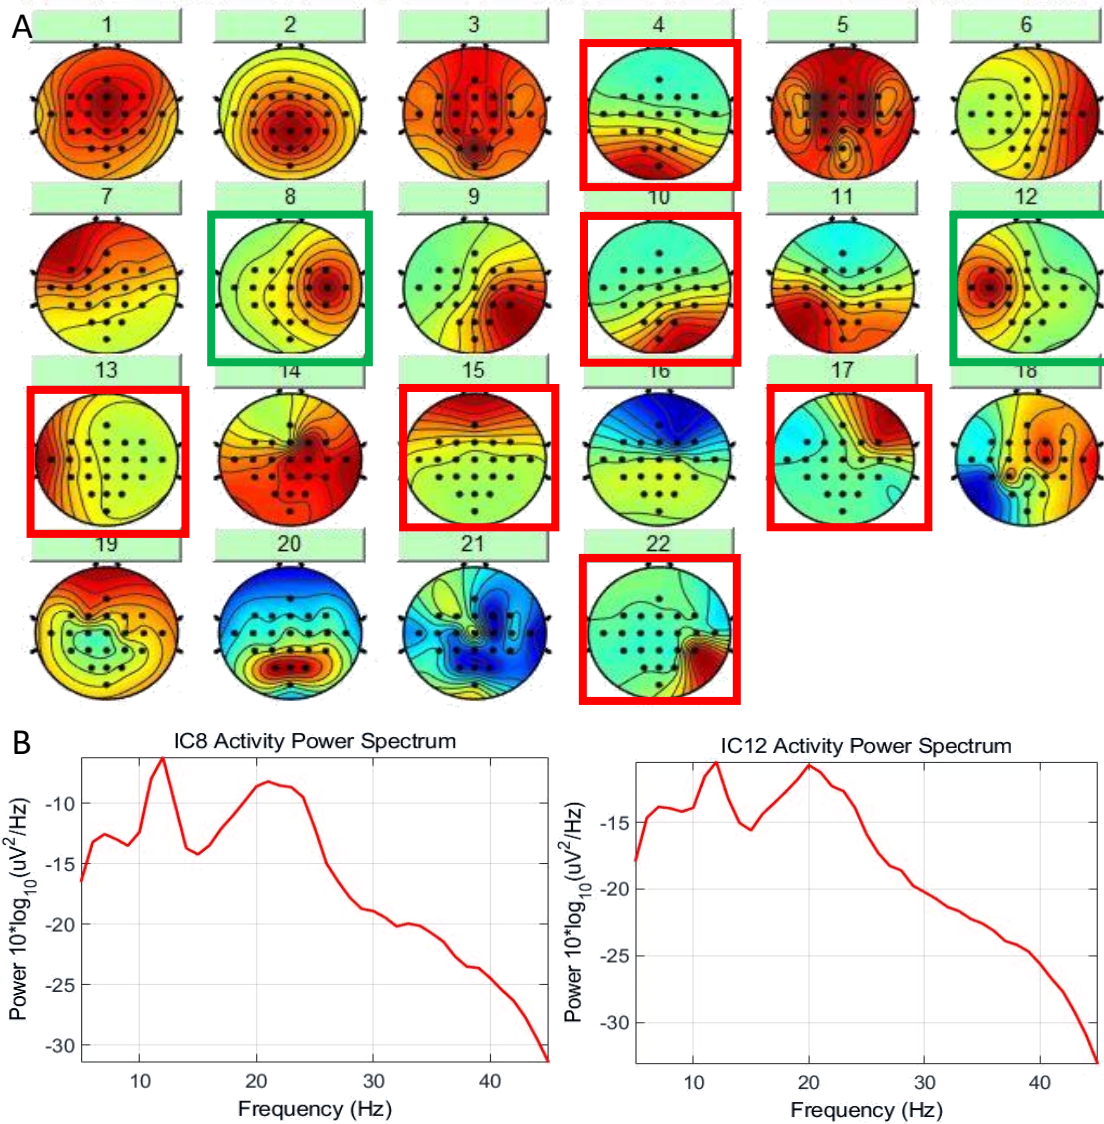 A
1 2 3 4 5 6
7 8 9 10 11 12
13 14 15 16 17 18
19 20 21 22
B
IC8 Activity Power Spectrum
Power 10*log10(uV2/Hz)
-10
-15
-20
-25
-30
10 20 30 40
Frequency (Hz)
IC12 Activity Power Spectrum
Power 10*log10(uV2/Hz)
-15
-20
-25
-30
10 20 30 40
Frequency (Hz)